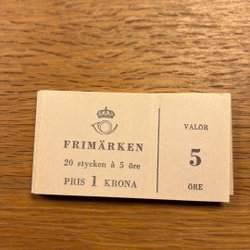 FRIMÄRKEN
20 stycken à 5 öre
PRIS 1 KRONA
VALÖR
5
ÖRE